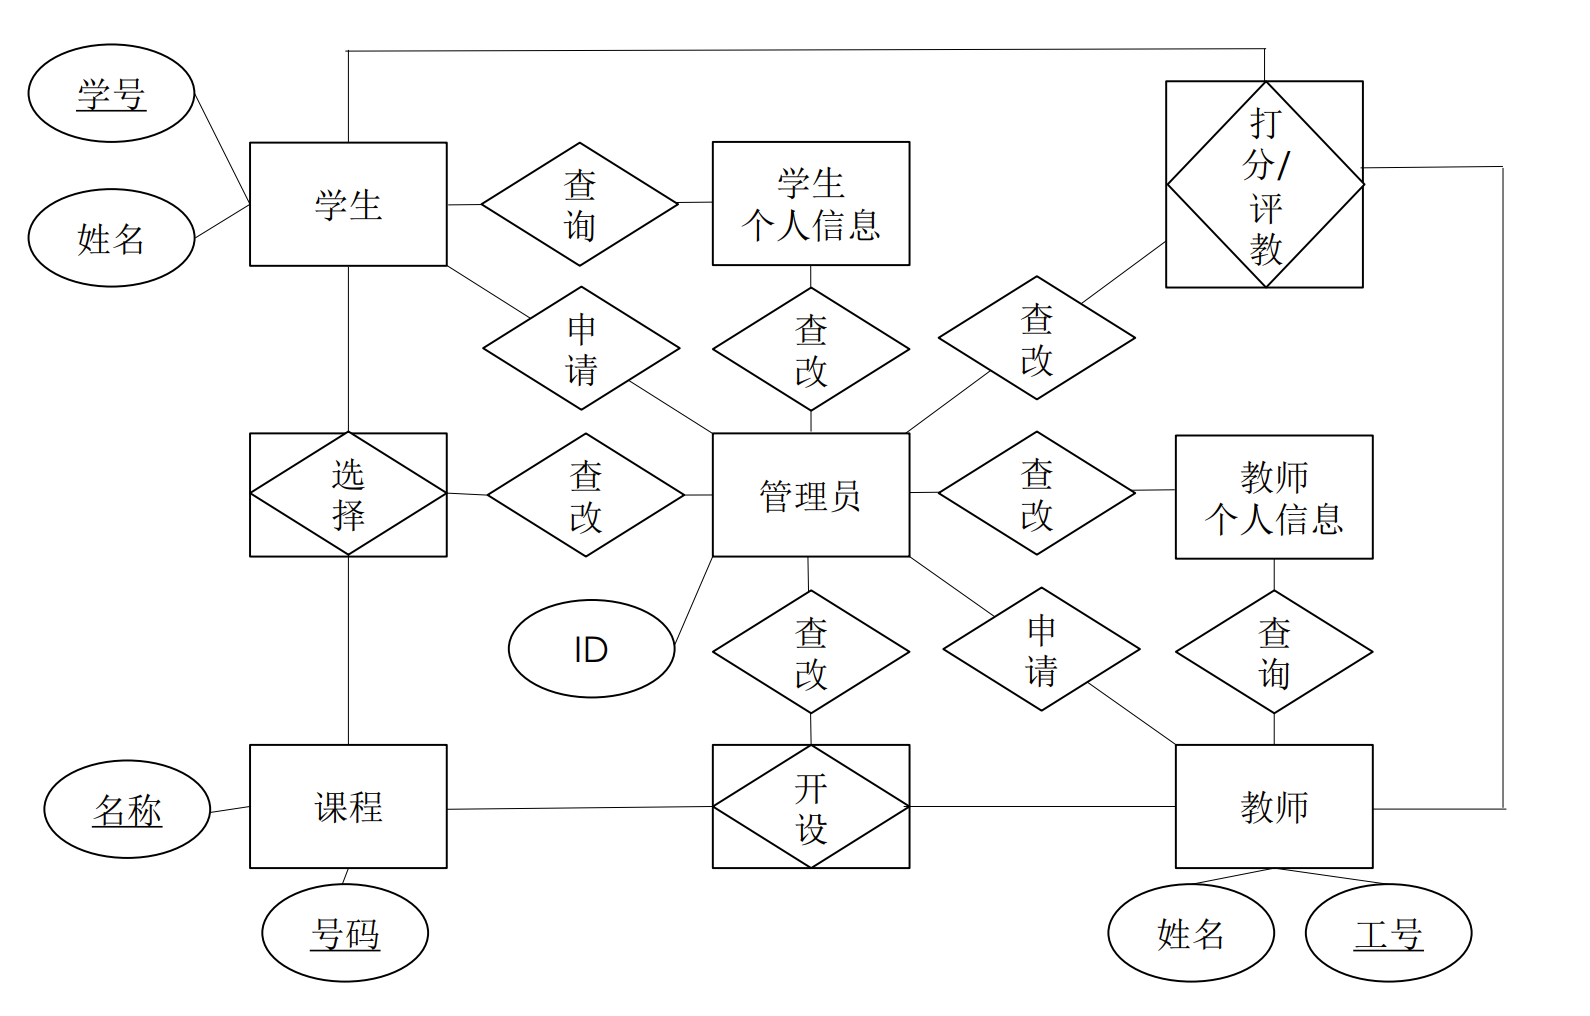 学号
姓名
学生
查
询
学生
个人信息
打
分/
评
教
申
请
查
改
查
改
选
择
查
改
管理员
查
改
教师
个人信息
ID
查
改
申
请
查
询
名称
课程
开
设
教师
号码
姓名
工号